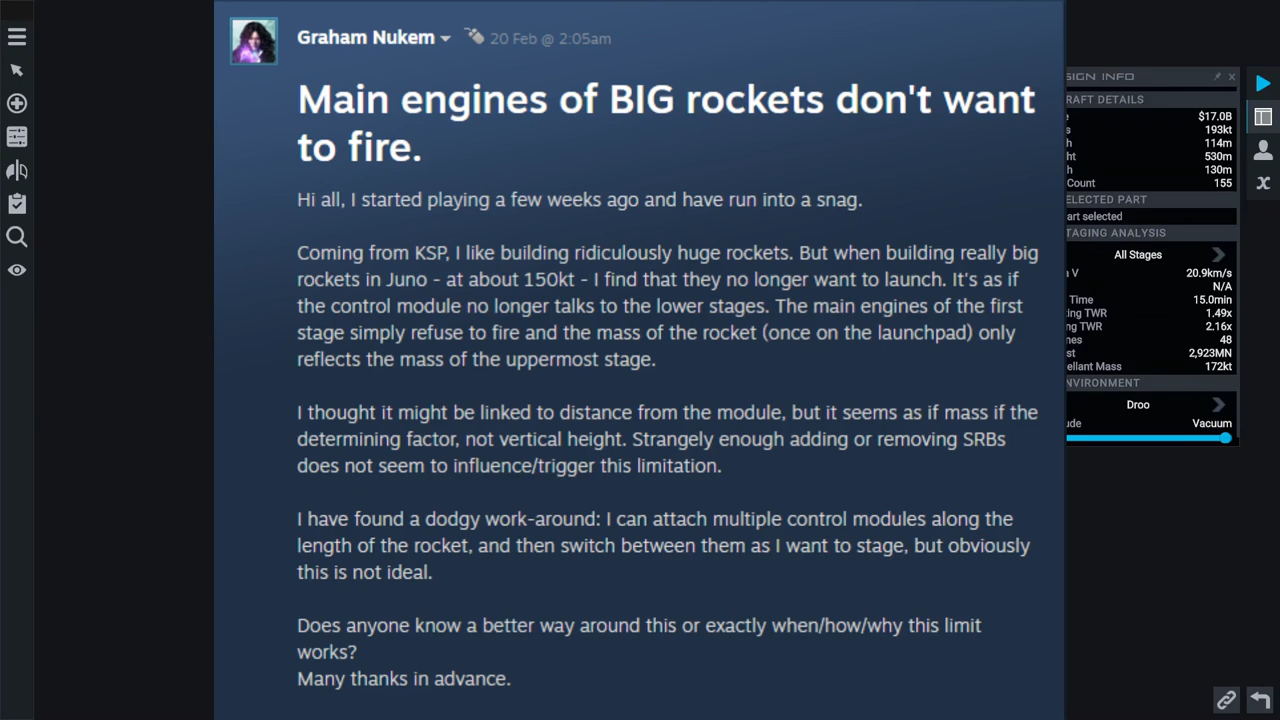 Graham Nukem
20 Feb @ 2:05am
Main engines of BIG rockets don't want
to fire.
Hi all, I started playing a few weeks ago and have run into a snag.
Coming from KSP, I like building ridiculously huge rockets. But when building really big
rockets in Juno - at about 150kt - I find that they no longer want to launch. It's as if
the control module no longer talks to the lower stages. The main engines of the first
stage simply refuse to fire and the mass of the rocket (once on the launchpad) only
reflects the mass of the uppermost stage.
I thought it might be linked to distance from the module, but it seems as if mass if the
determining factor, not vertical height. Strangely enough adding or removing SRBs
does not seem to influence/trigger this limitation.
I have found a dodgy work-around: I can attach multiple control modules along the
length of the rocket, and then switch between them as I want to stage, but obviously
this is not ideal.
Does anyone know a better way around this or exactly when/how/why this limit
works?
Many thanks in advance.
SIGN INFO
RAFT DETAILS
e $17.0B
s 193kt
h 114m
ht 530m
h 130m
Count 155
ELECTED PART
art selected
TAGING ANALYSIS
All Stages
a V 20.9km/s
N/A
Time 15.0min
ing TWR 1.49x
ng TWR 2.16x
nes 48
st 2,923MN
ellant Mass 172kt
NVIRONMENT
Droo
ude Vacuum
x